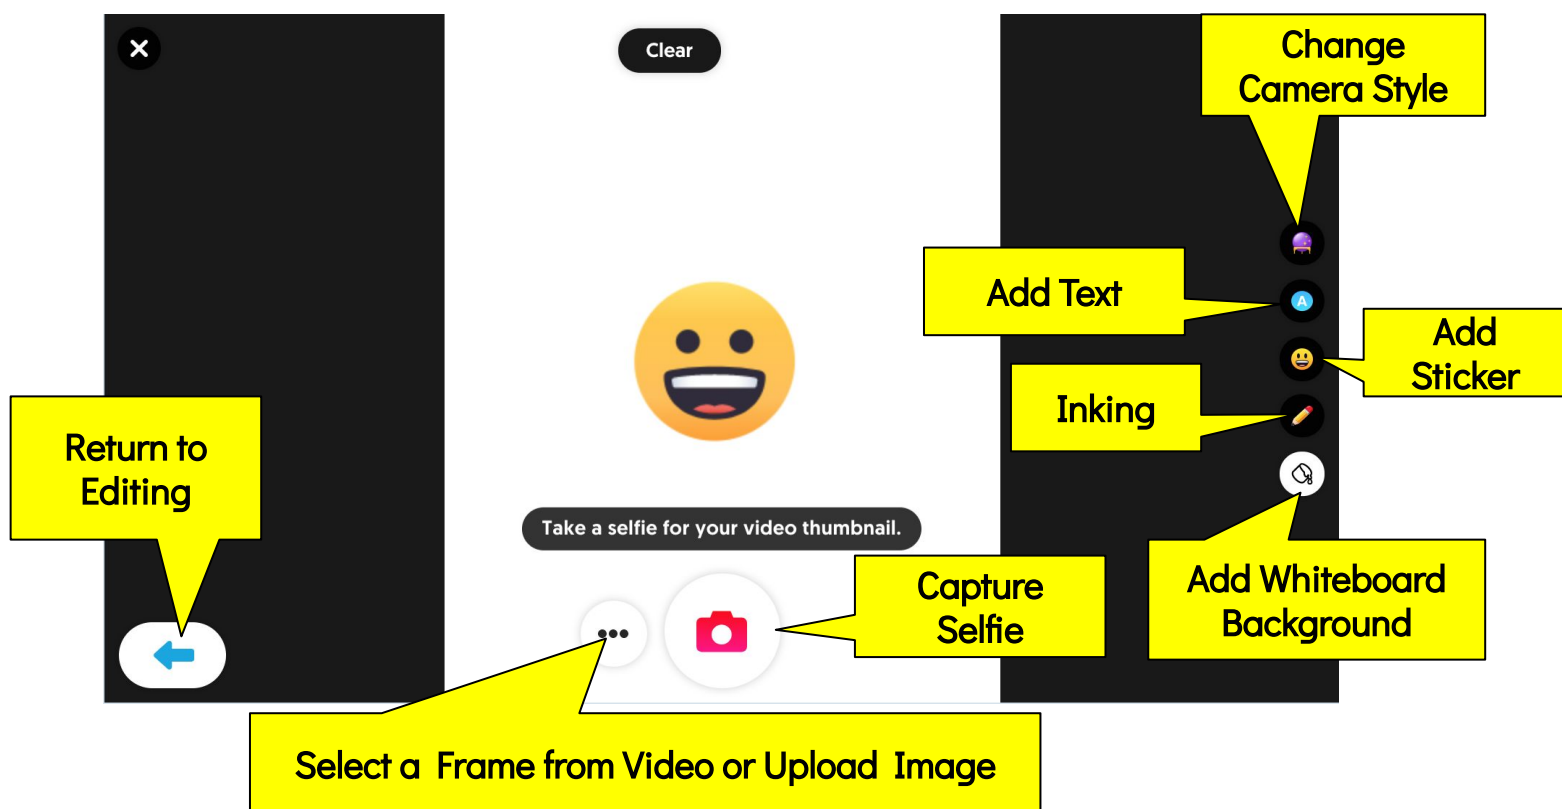 Clear
Change
Camera Style
Add Text
A
Add
Sticker
Inking
Return to
Editing
Take a selfie for your video thumbnail.
Capture
Selfie
Add Whiteboard
Background
Select a Frame from Video or Upload Image